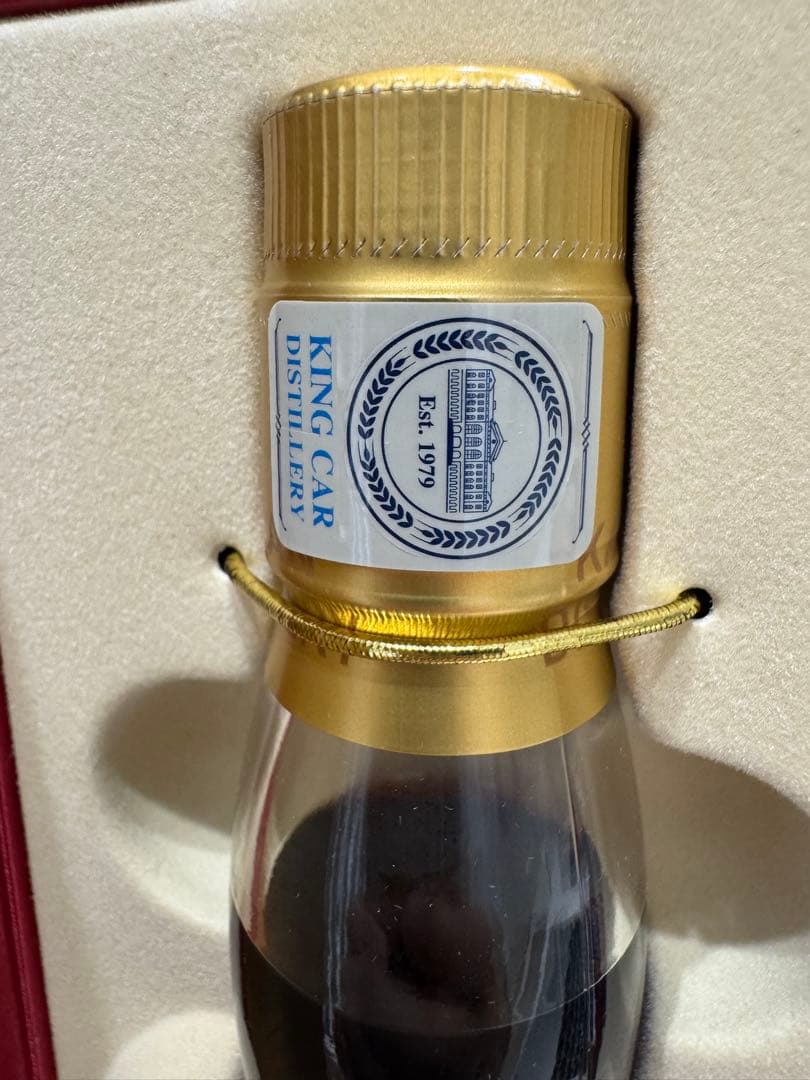 KING CAR
DISTILLERY
Est. 1979